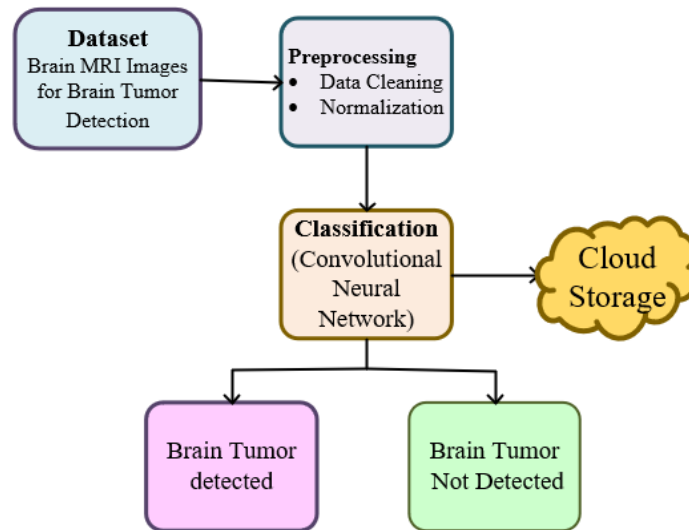 Dataset
Brain MRI Images
for Brain Tumor
Detection
Preprocessing
• Data Cleaning
• Normalization
Classification
(Convolutional
Neural
Network)
Cloud
Storage
Brain Tumor
detected
Brain Tumor
Not Detected